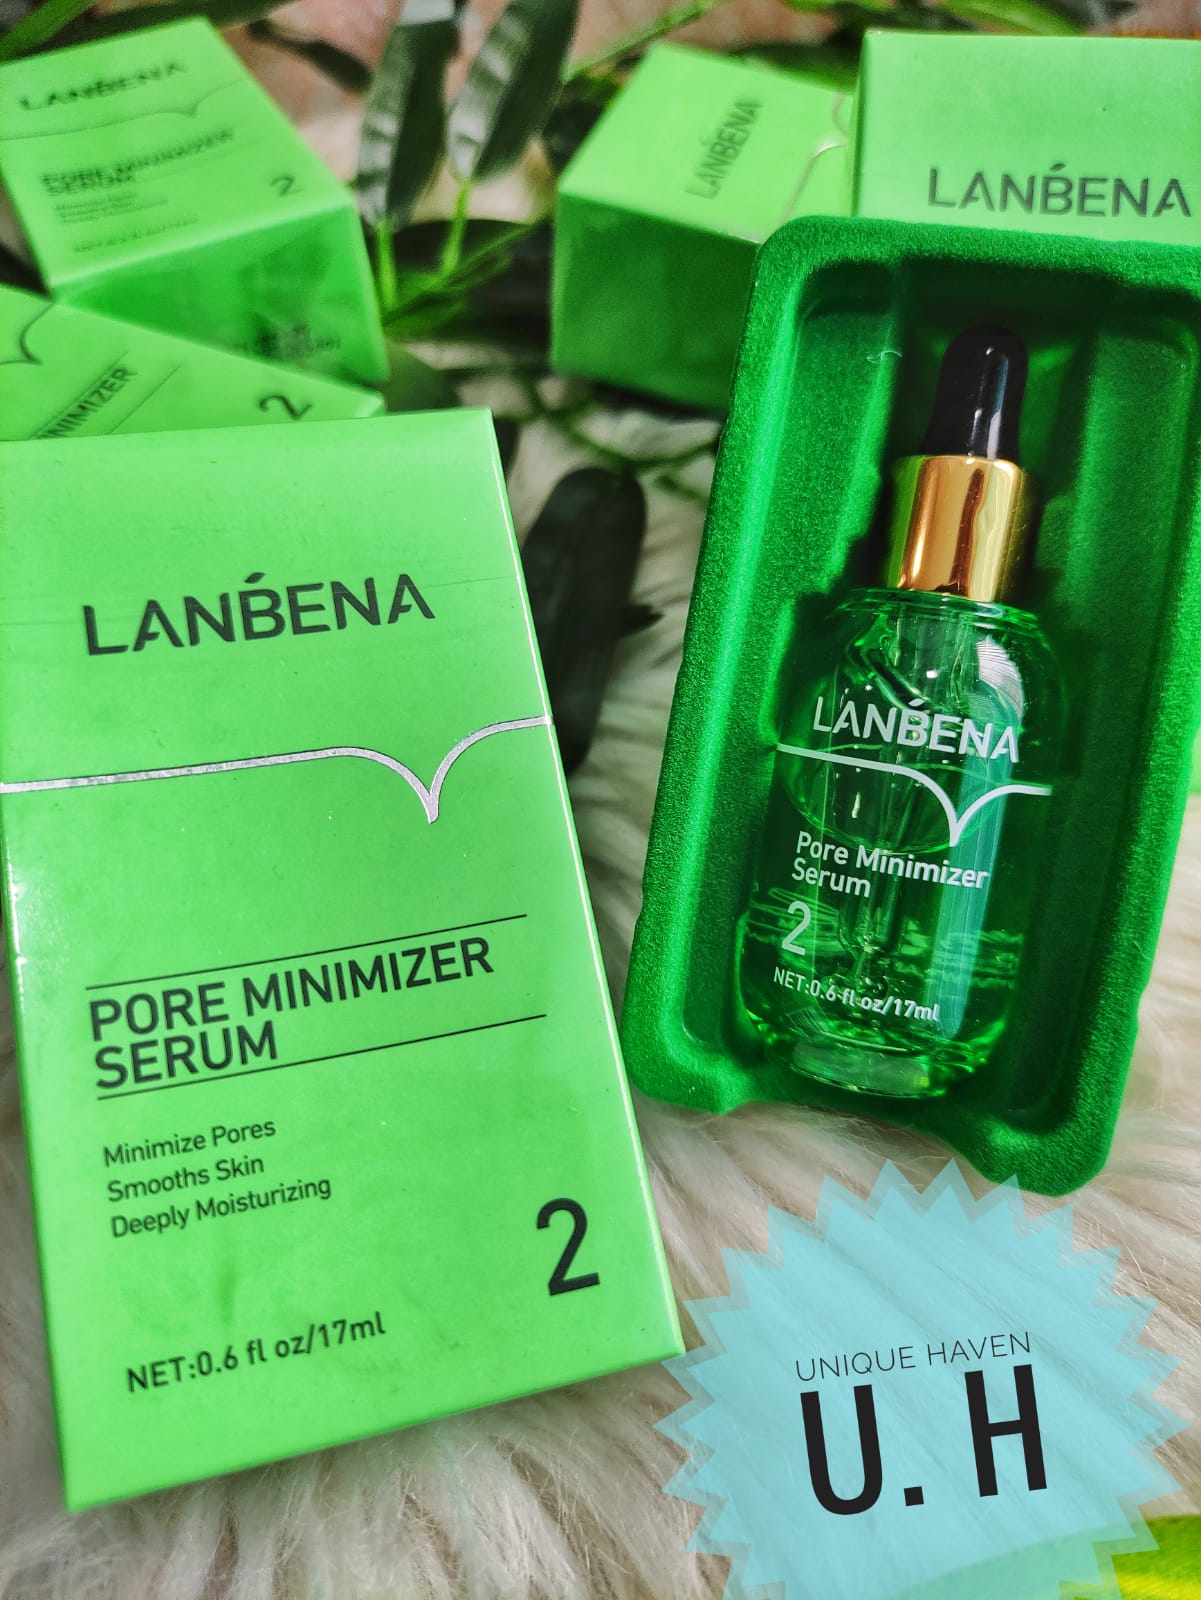 LANBENA
PORE MINIMIZER
SERUM
2
LANBENA
LANBENA
MINIMIZER
2
LANBENA
PORE MINIMIZER
SERUM
Minimize Pores
Smooths Skin
Deeply Moisturizing
2
NET:0.6 fl oz/17ml
LANBENA
Pore Minimizer
Serum
2
NET:0.6 fl oz/17ml
UNIQUE HAVEN
U. H